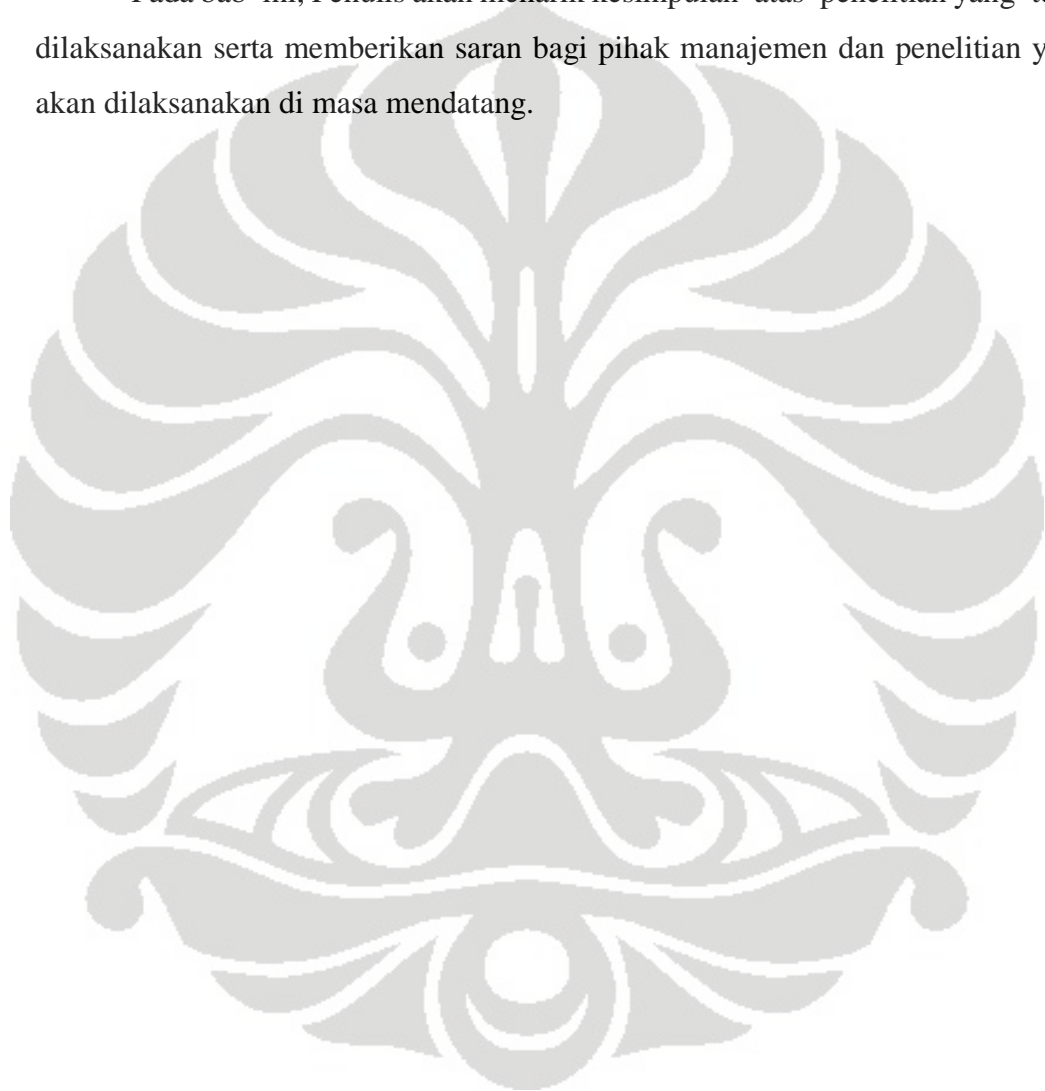 Pada bab ini, Penulis akan menarik kesimpulan atas penelitian yang
dilaksanakan serta memberikan saran bagi pihak manajemen dan penelitian
akan dilaksanakan di masa mendatang.